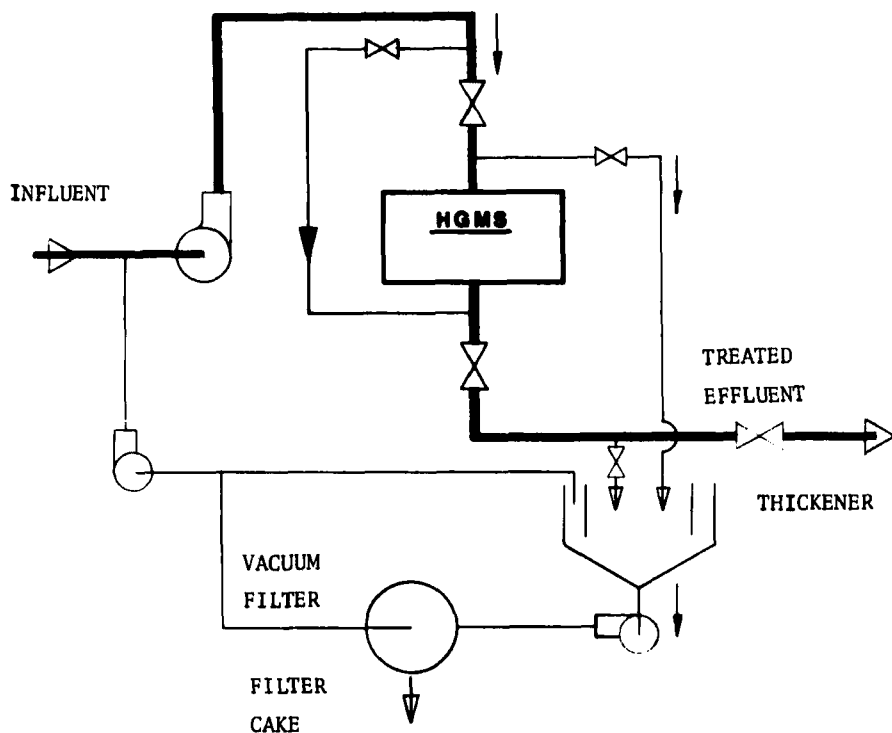 INFLUENT
HGMS
TREATED
EFFLUENT
THICKENER
VACUUM
FILTER
FILTER
CAKE